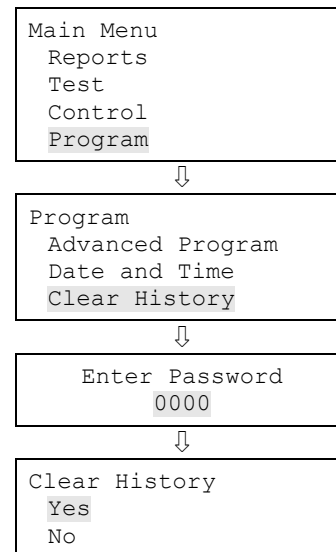 Main Menu
Reports
Test
Control
Program
⇩
Program
Advanced Program
Date and Time
Clear History
⇩
Enter Password
0000
⇩
Clear History
Yes
No